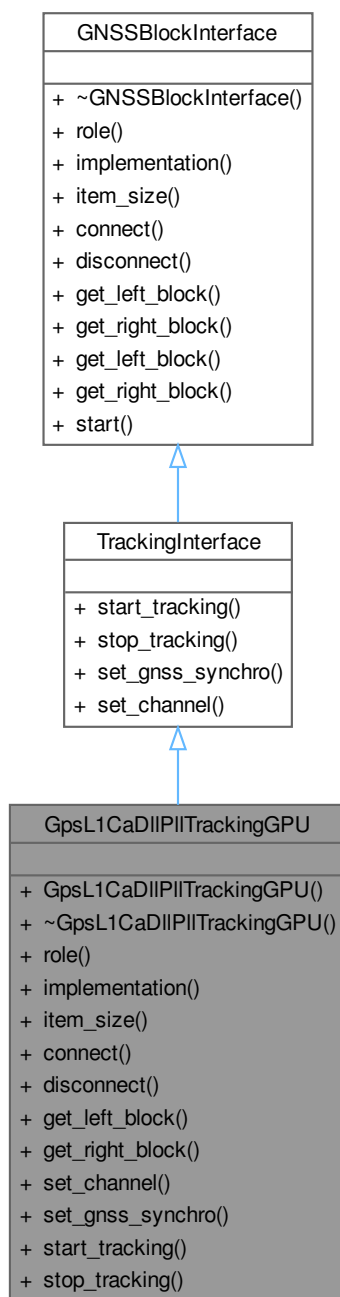 GNSSBlockInterface
+ ~GNSSBlockInterface()
+ role()
+ implementation()
+ item_size()
+ connect()
+ disconnect()
+ get_left_block()
+ get_right_block()
+ get_left_block()
+ get_right_block()
+ start()
TrackingInterface
+ start_tracking()
+ stop_tracking()
+ set_gnss_synchro()
+ set_channel()
GpsL1CaDllPllTrackingGPU
+ GpsL1CaDllPllTrackingGPU()
+ ~GpsL1CaDllPllTrackingGPU()
+ role()
+ implementation()
+ item_size()
+ connect()
+ disconnect()
+ get_left_block()
+ get_right_block()
+ set_channel()
+ set_gnss_synchro()
+ start_tracking()
+ stop_tracking()